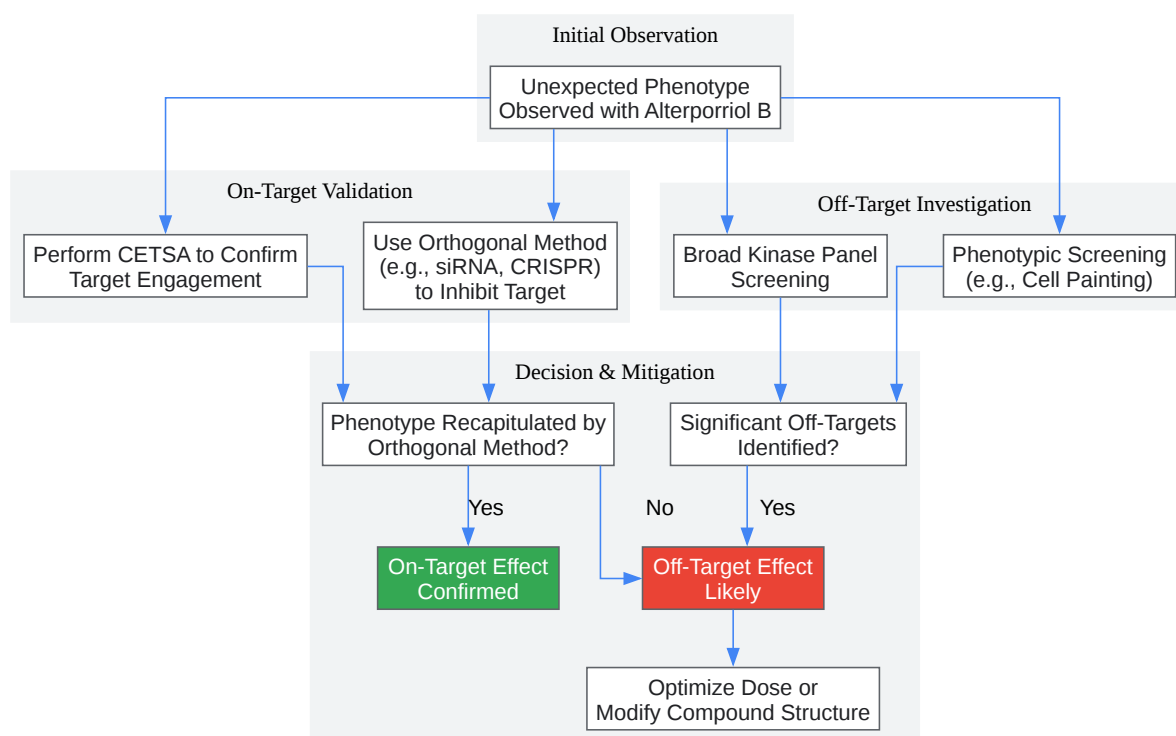 Initial Observation
Unexpected Phenotype
Observed with Alterporriol B
On-Target Validation
Off-Target Investigation
Perform CETSA to Confirm
Target Engagement
Use Orthogonal Method
(e.g., siRNA, CRISPR)
to Inhibit Target
Broad Kinase Panel
Screening
Phenotypic Screening
(e.g., Cell Painting)
Decision & Mitigation
Phenotype Recapitulated by
Orthogonal Method?
Significant Off-Targets
Identified?
Yes
No
Yes
On-Target Effect
Confirmed
Off-Target Effect
Likely
Optimize Dose or
Modify Compound Structure